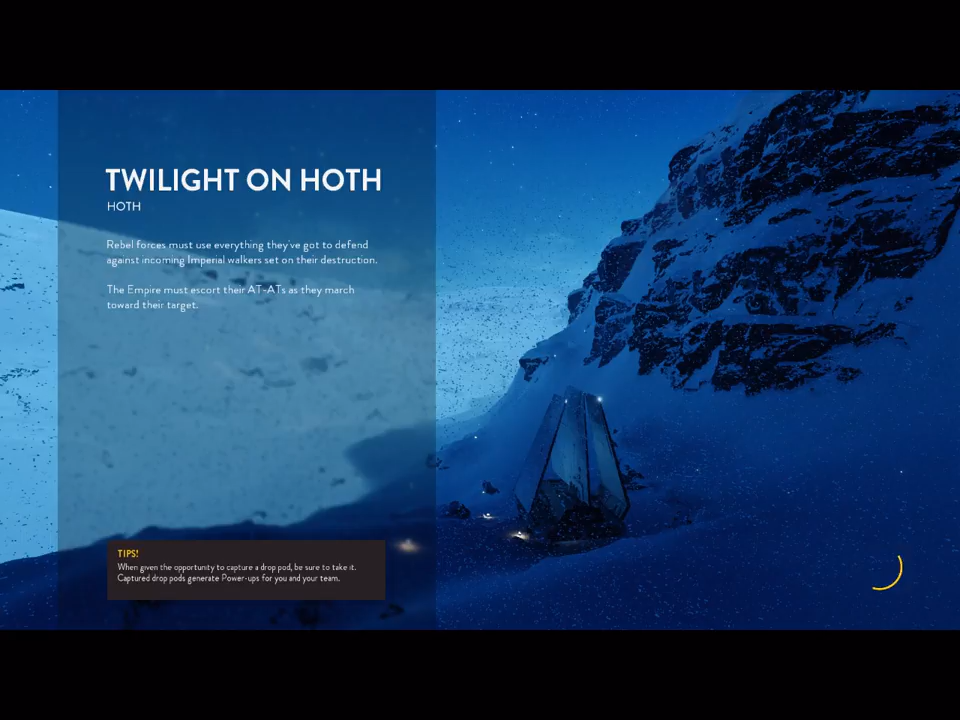 TWILIGHT ON HOTH
HOTH
Rebel forces must use everything they've got to defend
against incoming Imperial walkers set on their destruction.
The Empire must escort their AT-ATs as they march
toward their target.
TIPS!
When given the opportunity to capture a drop pod, be sure to take it.
Captured drop pods generate Power-ups for you and your team.